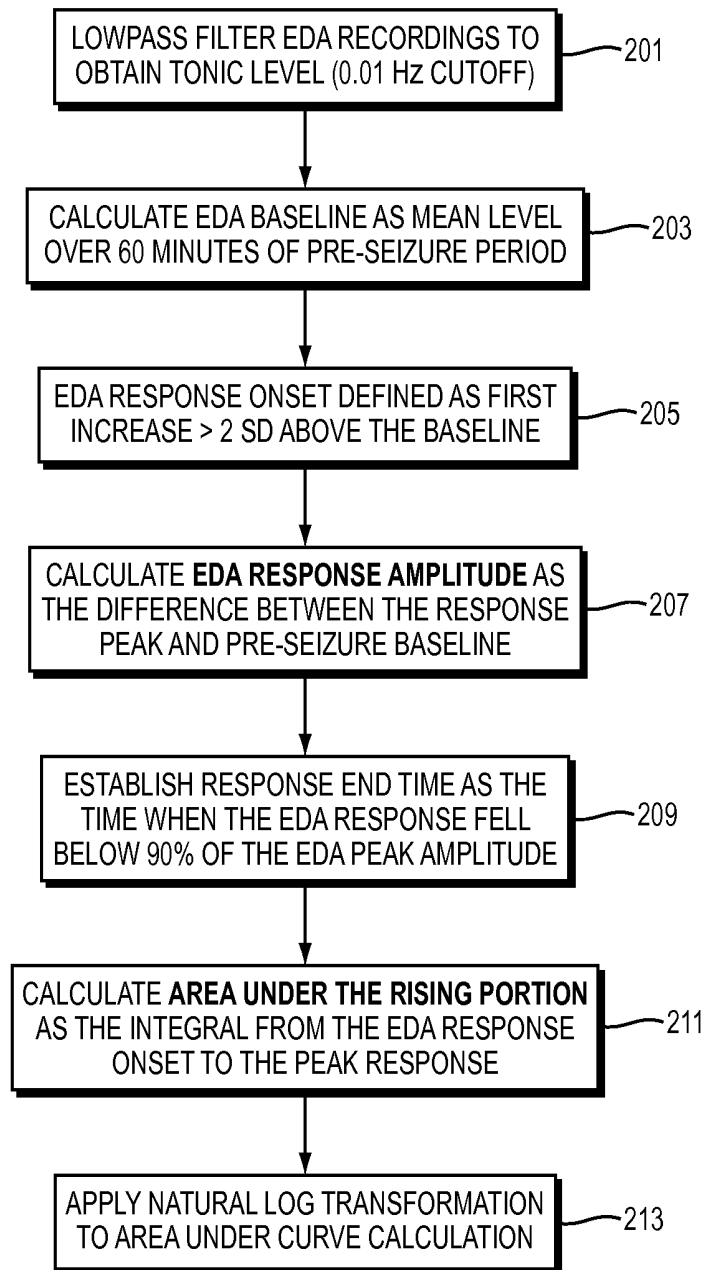 LOWPASS FILTER EDA RECORDINGS TO
OBTAIN TONIC LEVEL (0.01 Hz CUTOFF)
201
CALCULATE EDA BASELINE AS MEAN LEVEL
OVER 60 MINUTES OF PRE-SEIZURE PERIOD
203
EDA RESPONSE ONSET DEFINED AS FIRST
INCREASE > 2 SD ABOVE THE BASELINE
205
CALCULATE EDA RESPONSE AMPLITUDE AS
THE DIFFERENCE BETWEEN THE RESPONSE
PEAK AND PRE-SEIZURE BASELINE
207
ESTABLISH RESPONSE END TIME AS THE
TIME WHEN THE EDA RESPONSE FELL
BELOW 90% OF THE EDA PEAK AMPLITUDE
209
CALCULATE AREA UNDER THE RISING PORTION
AS THE INTEGRAL FROM THE EDA RESPONSE
ONSET TO THE PEAK RESPONSE
211
APPLY NATURAL LOG TRANSFORMATION
TO AREA UNDER CURVE CALCULATION
213